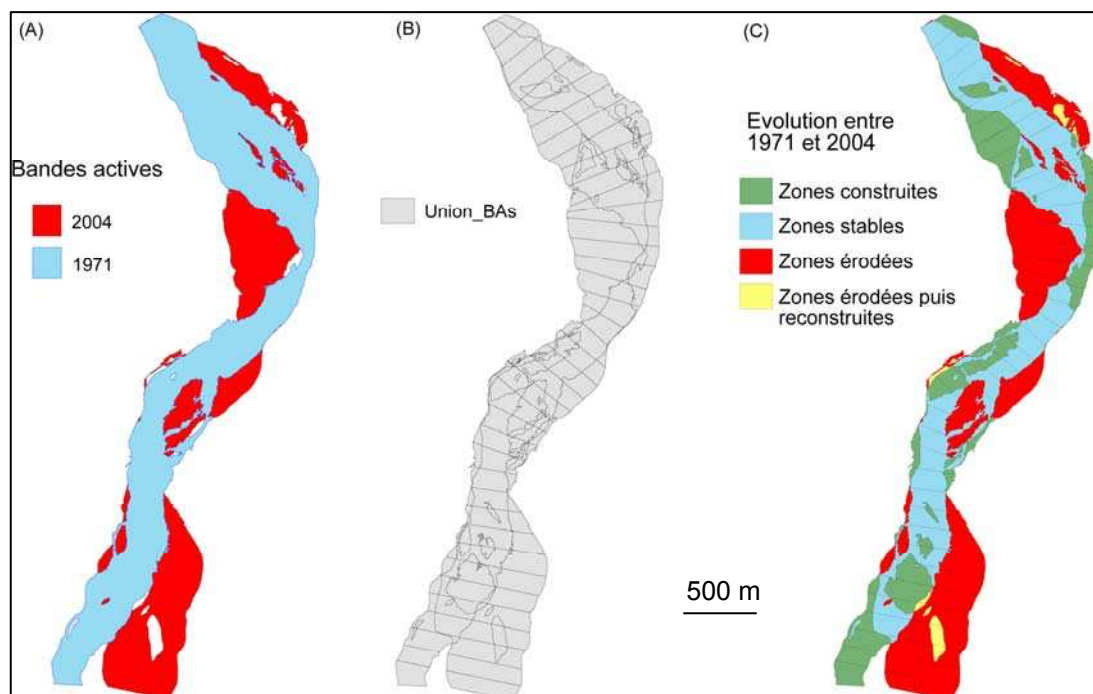 (A)
Bandes actives
2004
1971
(B)
Union_BAs
500 m
(C)
Evolution entre
1971 et 2004
Zones construites
Zones stables
Zones érodées
Zones érodées puis
reconstruites